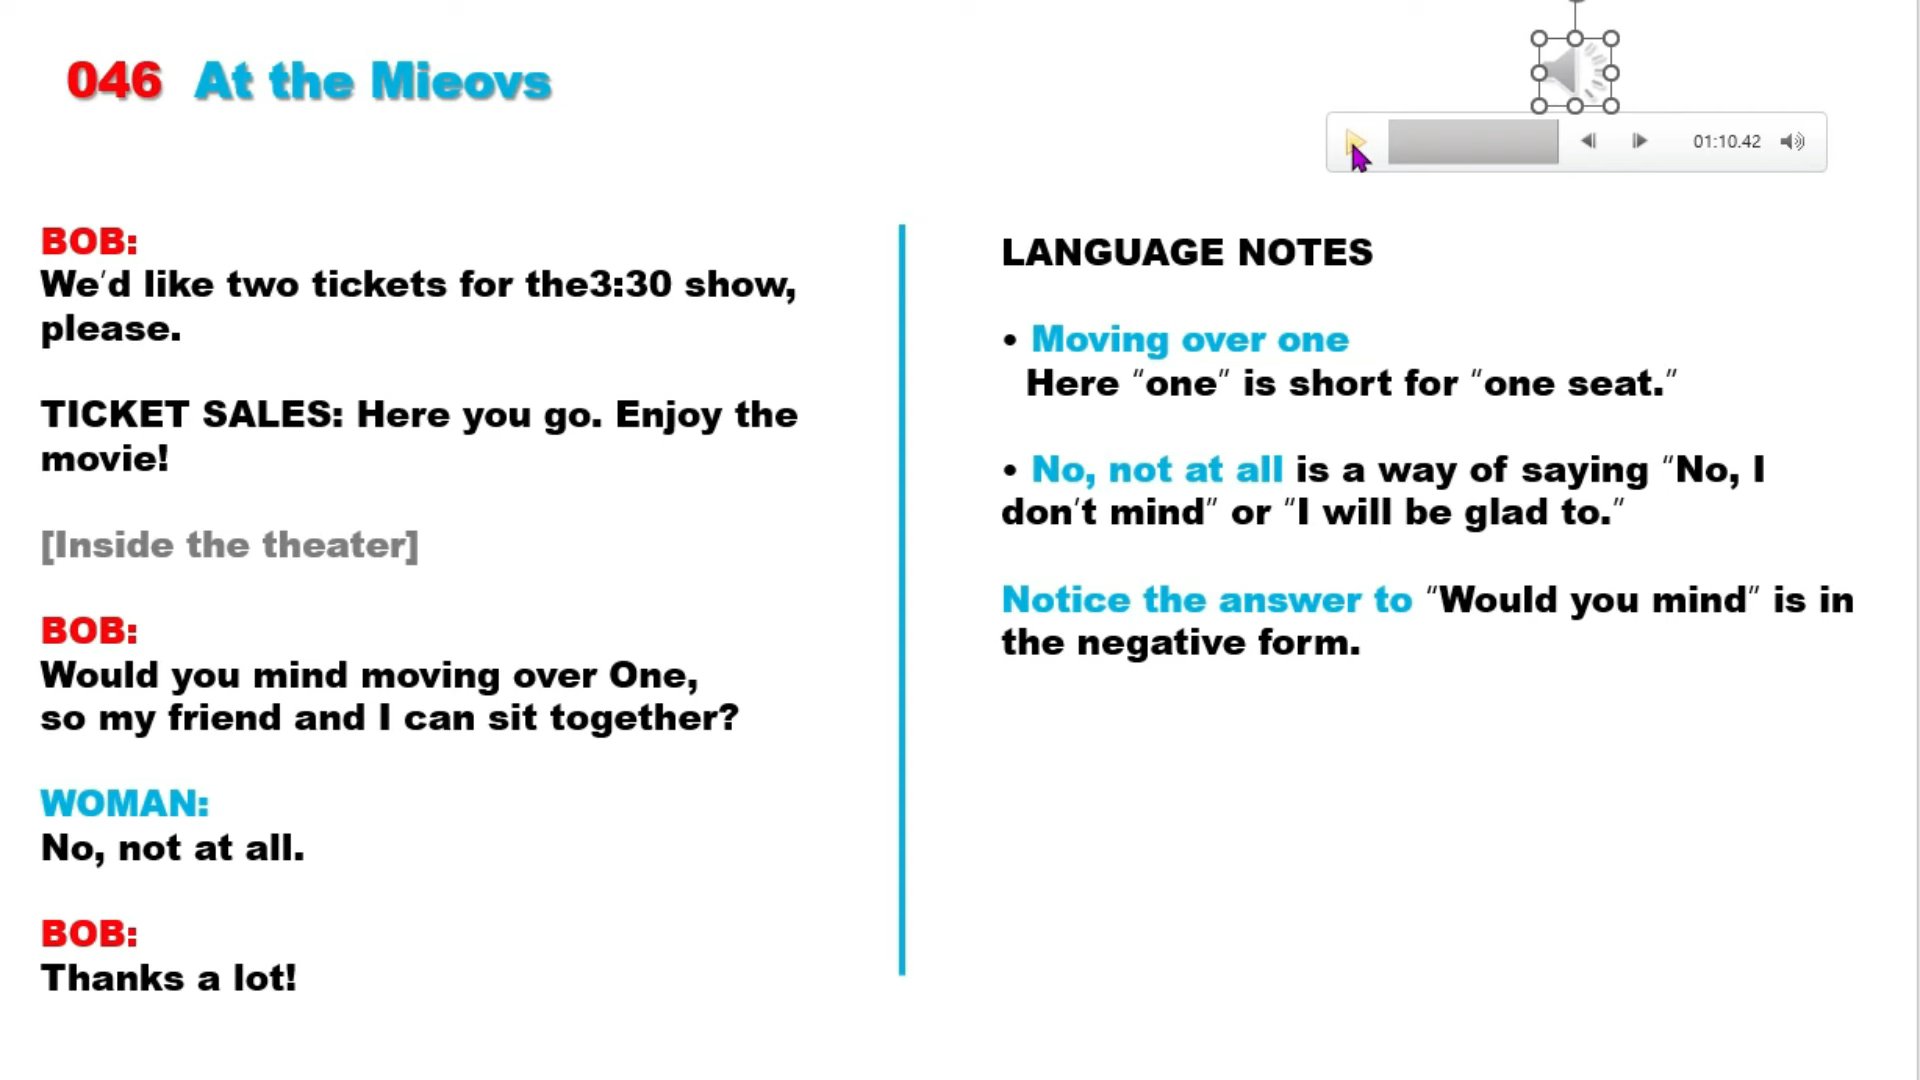 046 At the Mieovs
01:10.42
BOB:
We'd like two tickets for the3:30 show,
please.
TICKET SALES: Here you go. Enjoy the
movie!
[Inside the theater]
BOB:
Would you mind moving over One,
so my friend and I can sit together?
WOMAN:
No, not at all.
BOB:
Thanks a lot!
LANGUAGE NOTES
• Moving over one
Here "one" is short for "one seat."
• No, not at all is a way of saying "No, I
don't mind" or "I will be glad to."
Notice the answer to "Would you mind" is in
the negative form.